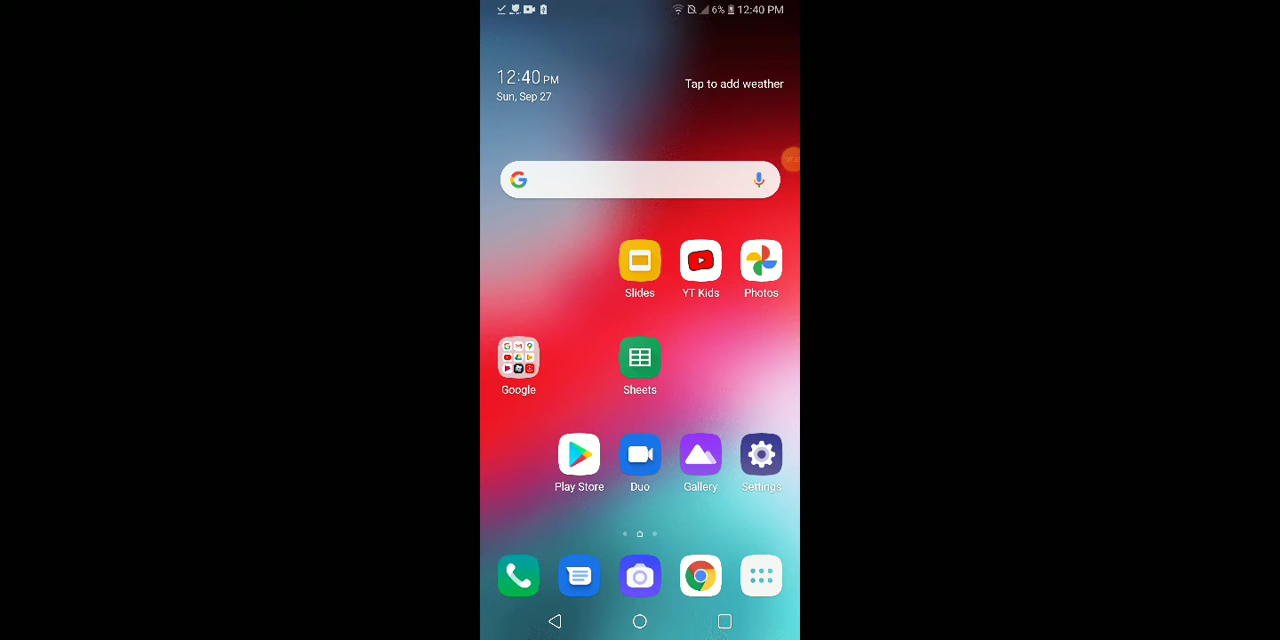 6% 12:40 PM
12:40 PM
Sun, Sep 27
Tap to add weather
Slides
YT Kids
Photos
Google
Sheets
Play Store
Duo
Gallery
Settings